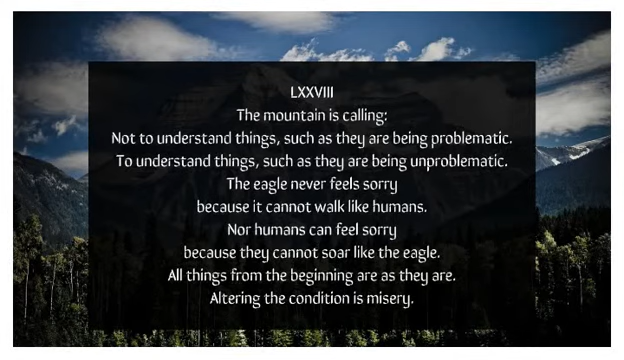 LXXVIII
The mountain is calling:
Not to understand things, such as they are being problematic.
To understand things, such as they are being unproblematic.
The eagle never feels sorry
because it cannot walk like humans.
Nor humans can feel sorry
because they cannot soar like the eagle.
All things from the beginning are as they are.
Altering the condition is misery.